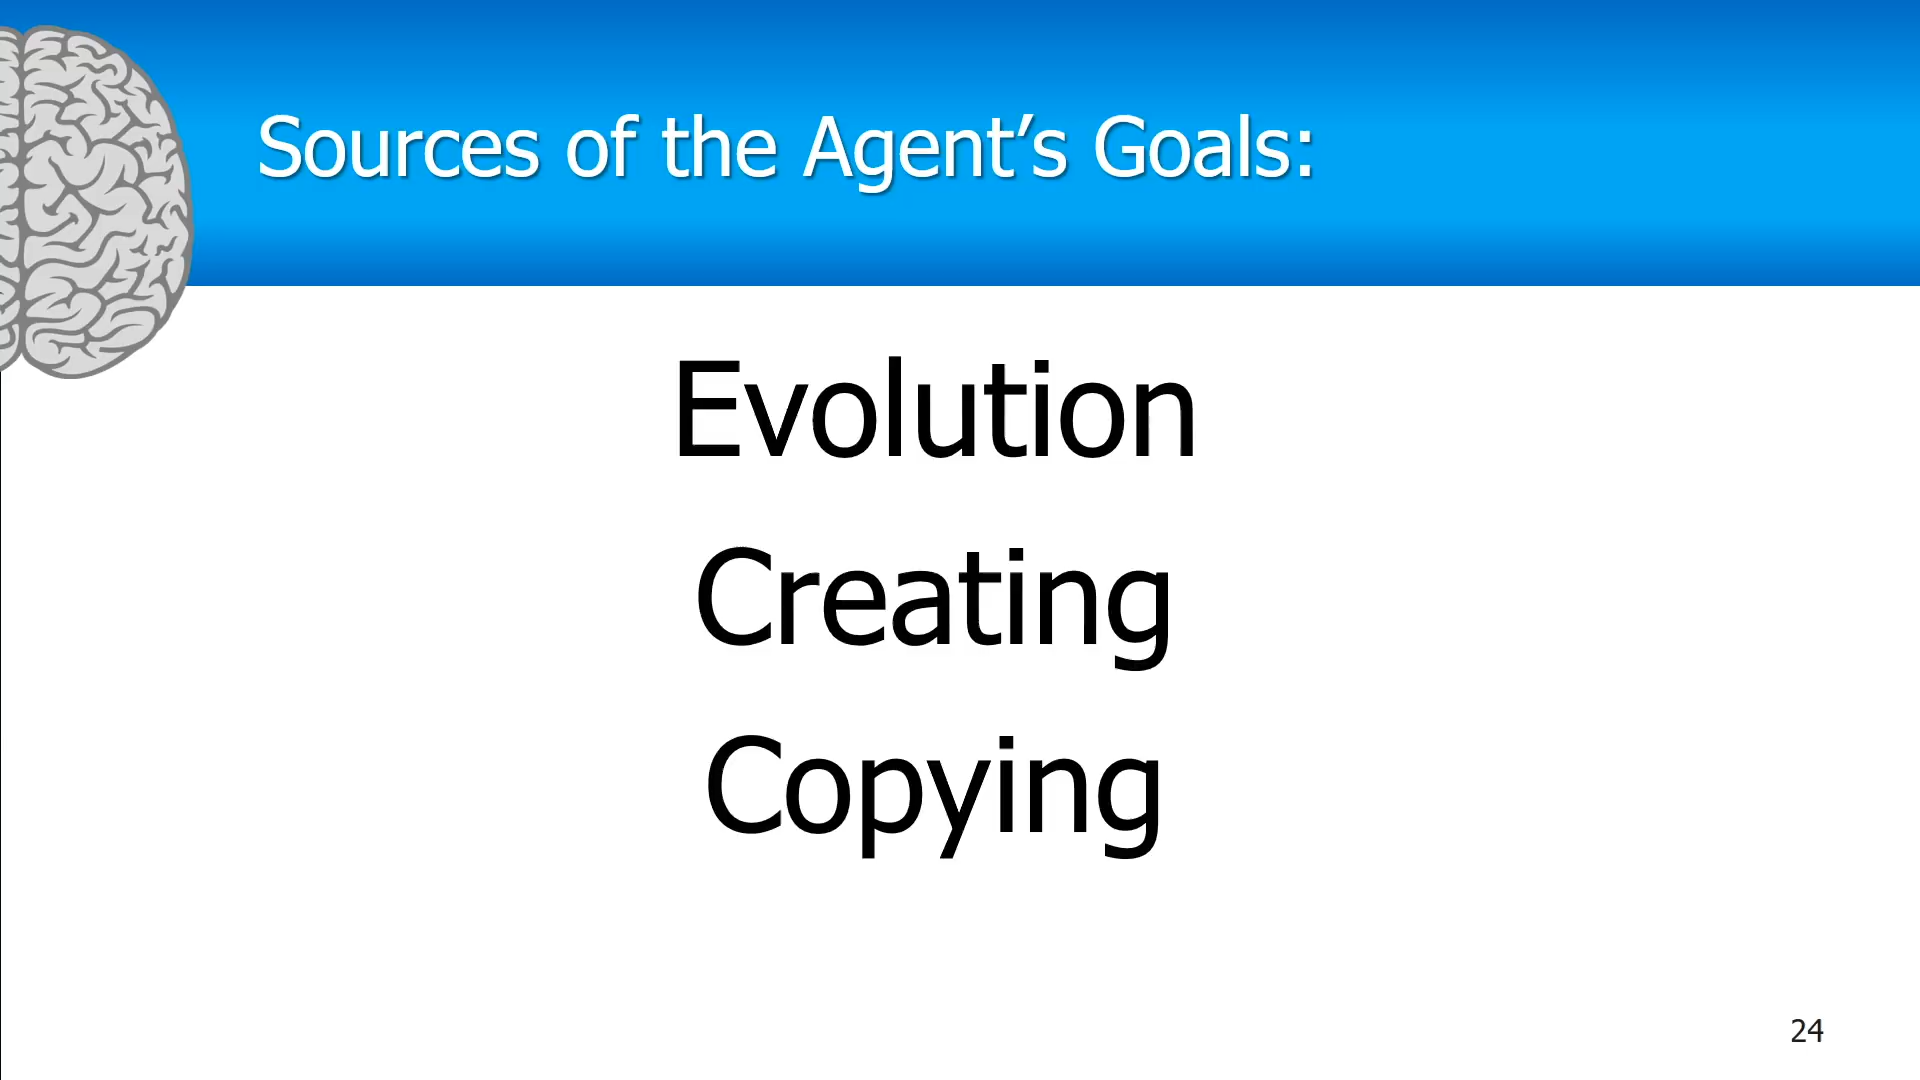 Sources of the Agent’s Goals:
Evolution
Creating
Copying
24